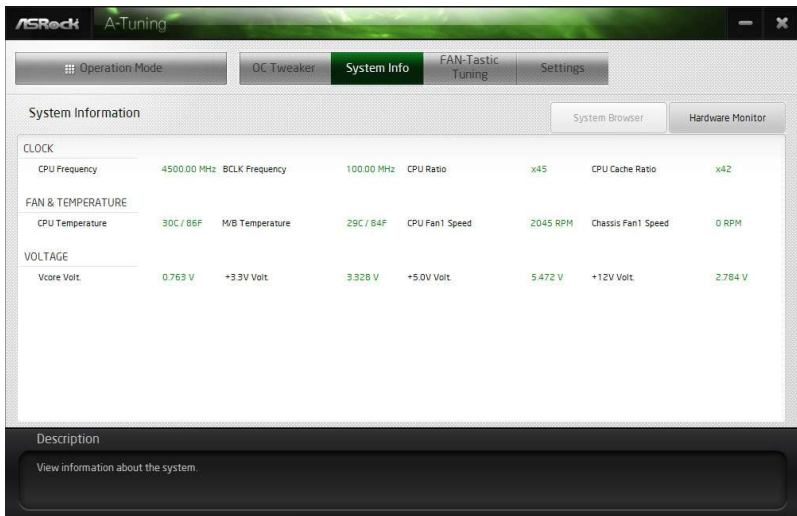 ASRock A-Tuning
Operation Mode OC Tweaker System Info FAN-Tastic Tuning Settings
System Information System Browser Hardware Monitor
CLOCK
CPU Frequency 4500.00 MHz BCLK Frequency 100.00 MHz CPU Ratio x45 CPU Cache Ratio x42
FAN & TEMPERATURE
CPU Temperature 30C / 86F M/B Temperature 29C / 84F CPU Fan1 Speed 2045 RPM Chassis Fan1 Speed 0 RPM
VOLTAGE
Vcore Volt. 0.763 V +3.3V Volt. 3.328 V +5.0V Volt. 5.472 V +12V Volt. 2.784 V
Description
View information about the system.